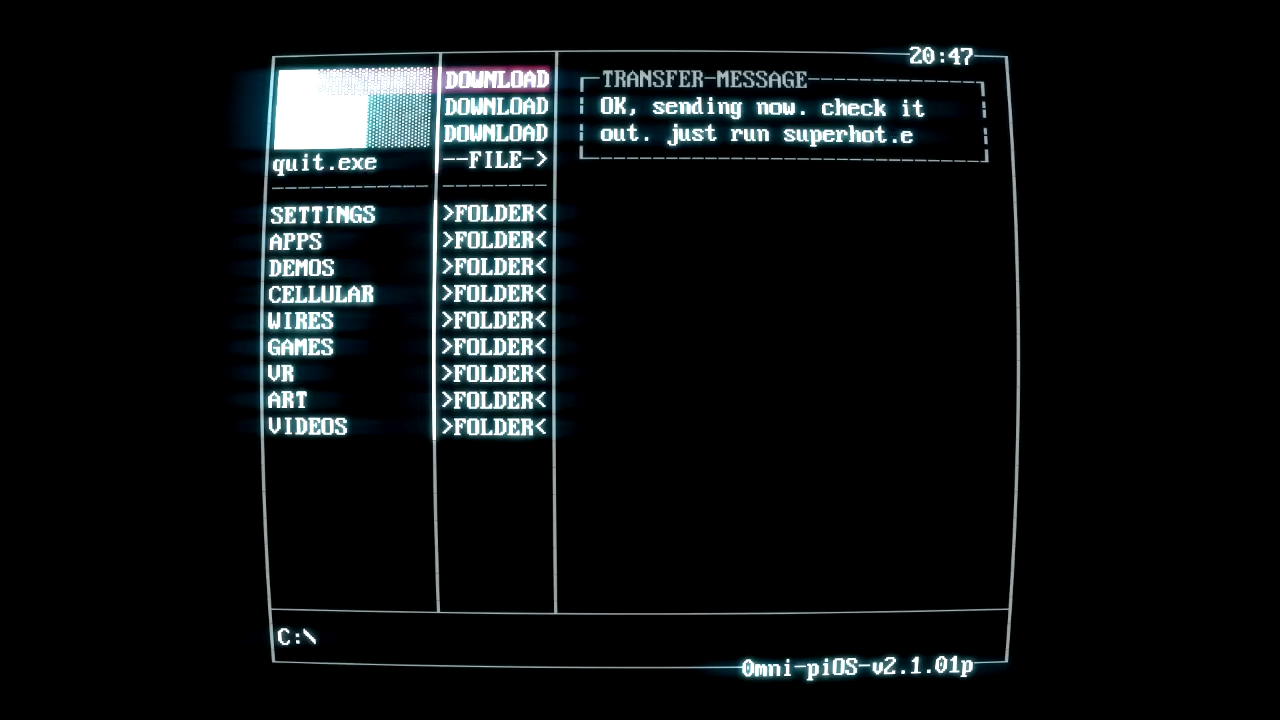 20:47
DOWNLOAD
DOWNLOAD
DOWNLOAD
quit.exe --FILE->
SETTINGS >FOLDER<
APPS >FOLDER<
DEMOS >FOLDER<
CELLULAR >FOLDER<
WIRES >FOLDER<
GAMES >FOLDER<
VR >FOLDER<
ART >FOLDER<
VIDEOS >FOLDER<
TRANSFER-MESSAGE
OK, sending now. check it
out. just run superhot.e
C:\
0mni-piOS-v2.1.01p